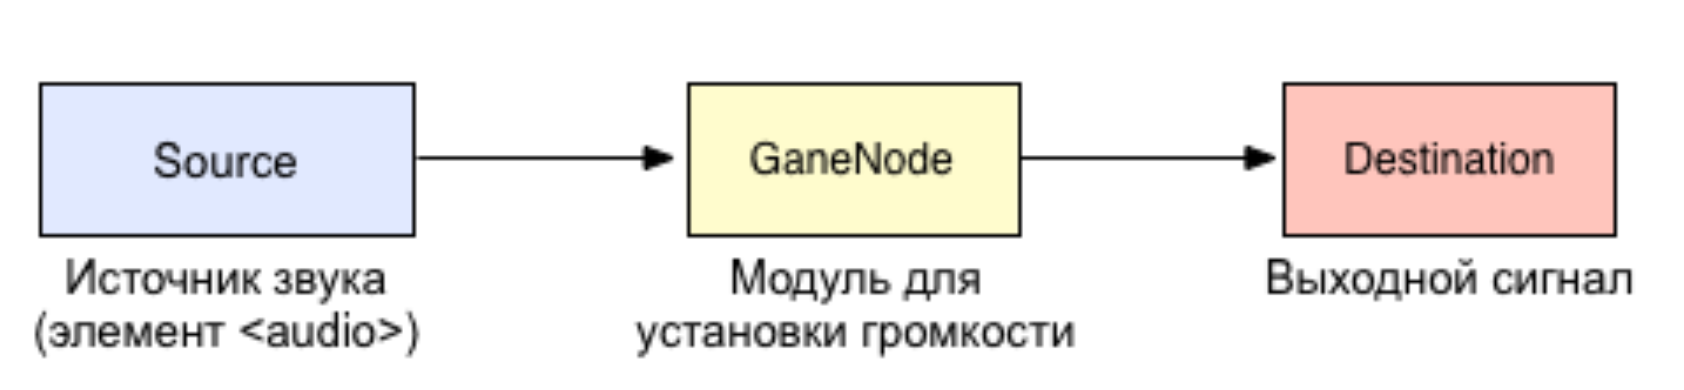 Source
GaneNode
Destination
Источник звука
(элемент <audio>)
Модуль для
установки громкости
Выходной сигнал